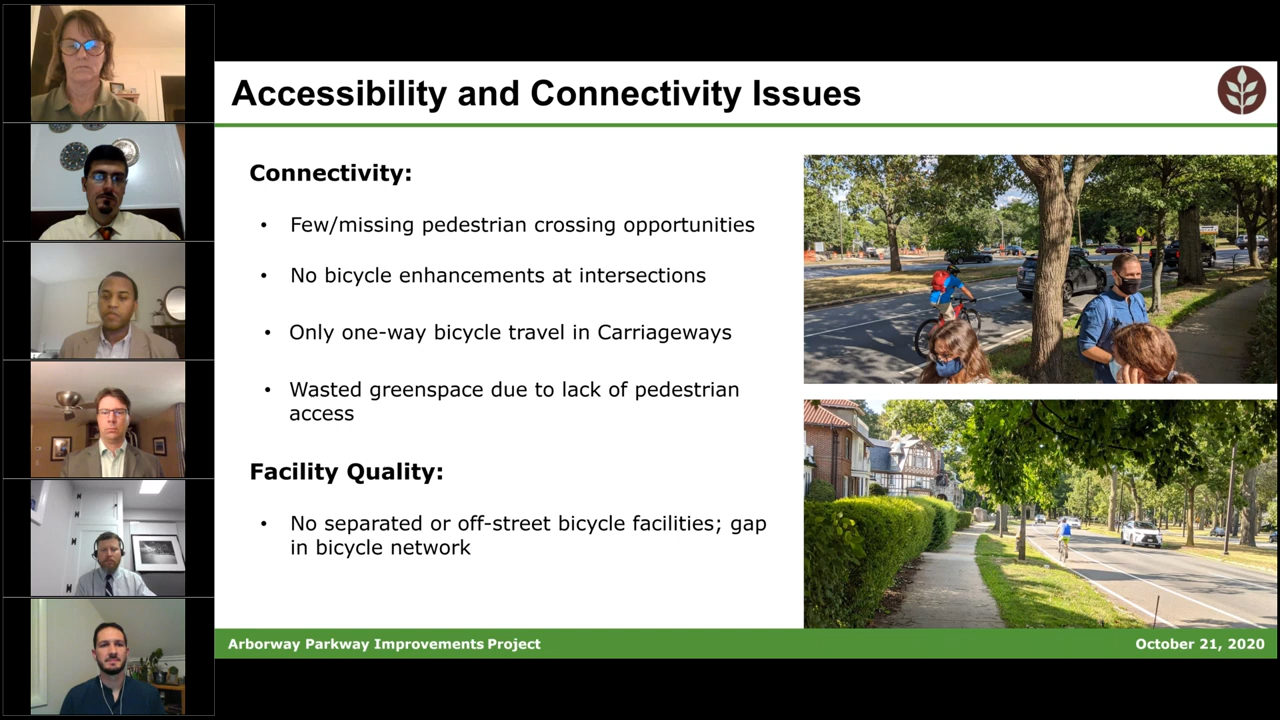 Accessibility and Connectivity Issues
Connectivity:
• Few/missing pedestrian crossing opportunities
• No bicycle enhancements at intersections
• Only one-way bicycle travel in Carriageways
• Wasted greenspace due to lack of pedestrian
access
Facility Quality:
• No separated or off-street bicycle facilities; gap
in bicycle network
Arborway Parkway Improvements Project
October 21, 2020